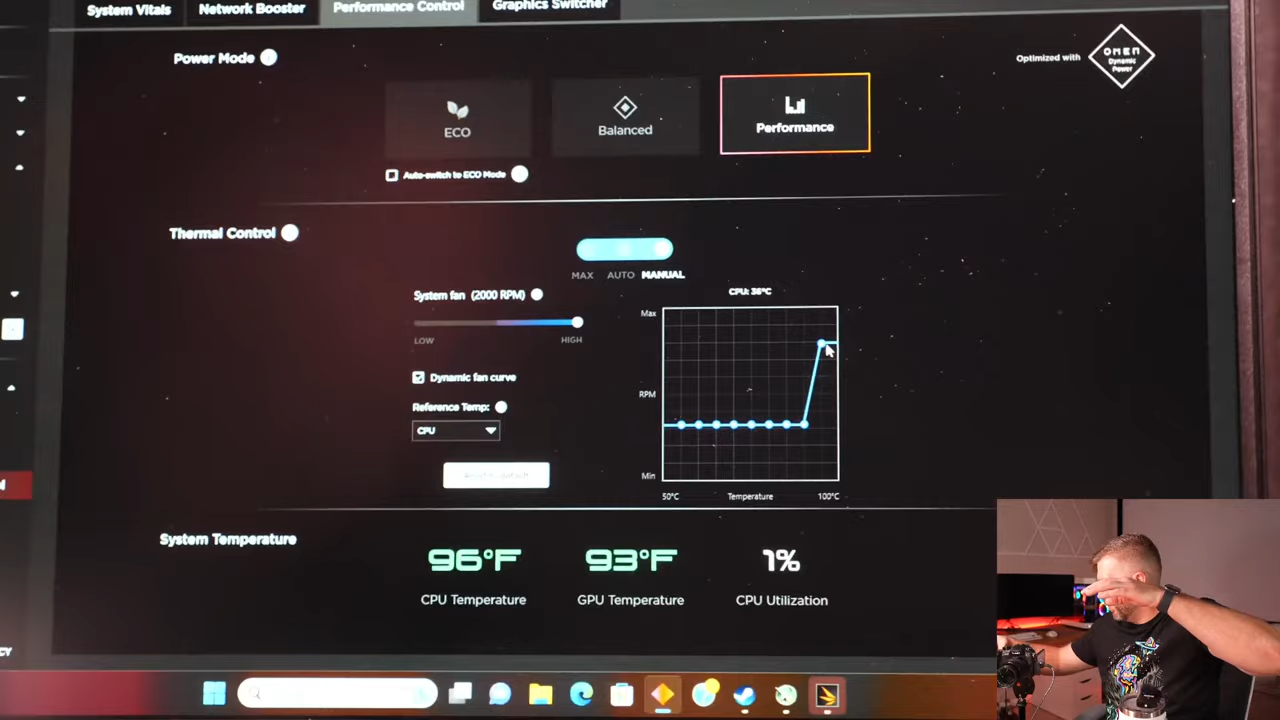 System Vitals
Network Booster
Performance Control
Graphics Switcher
Power Mode
Optimized with
OMEN
Dynamic
Power
ECO
Balanced
Performance
Auto-switch to ECO Mode
Thermal Control
MAX
AUTO
MANUAL
System fan (2000 RPM)
LOW
HIGH
Dynamic fan curve
Reference Temp:
CPU
CPU: 36°C
Max
RPM
Min
50°C
Temperature
100°C
System Temperature
96°F
93°F
1%
CPU Temperature
GPU Temperature
CPU Utilization